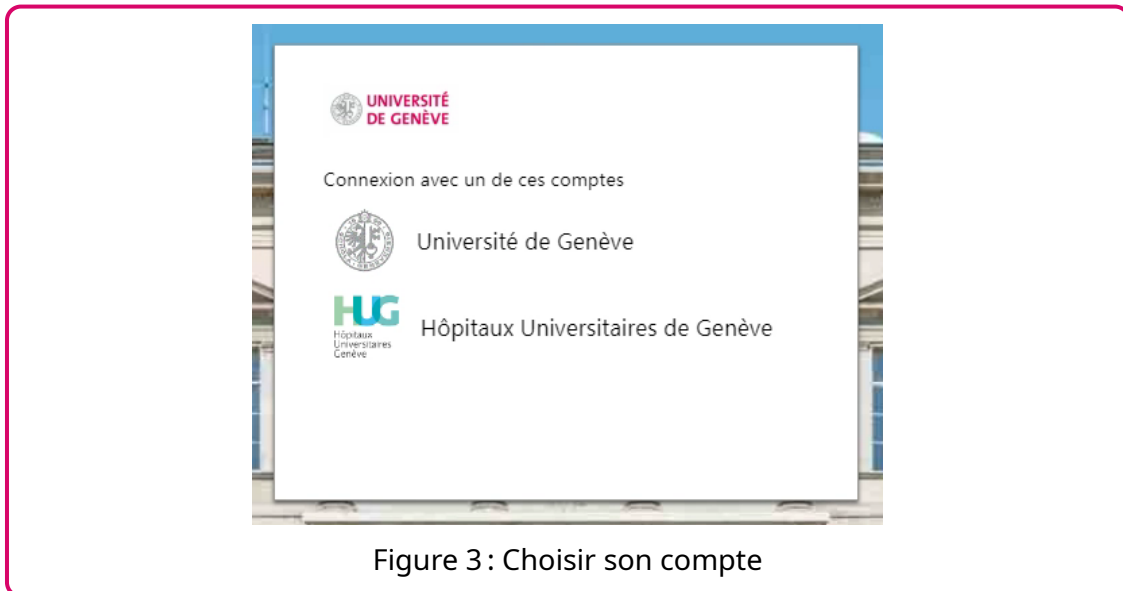 UNIVERSITÉ
DE GENÈVE
Connexion avec un de ces comptes
Université de Genève
HUG
Hôpitaux
Universitaires
Genève
Hôpitaux Universitaires de Genève
Figure 3 : Choisir son compte